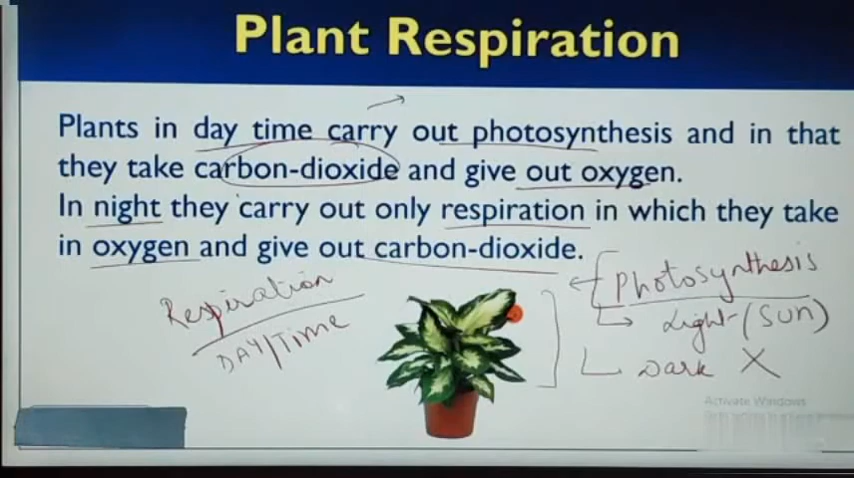 Plant Respiration
Plants in day time carry out photosynthesis and in that
they take carbon-dioxide and give out oxygen.
In night they carry out only respiration in which they take
in oxygen and give out carbon-dioxide.
Respiration
DAY/Time
Photosynthesis
Light (Sun)
Dark X
Activate Windows